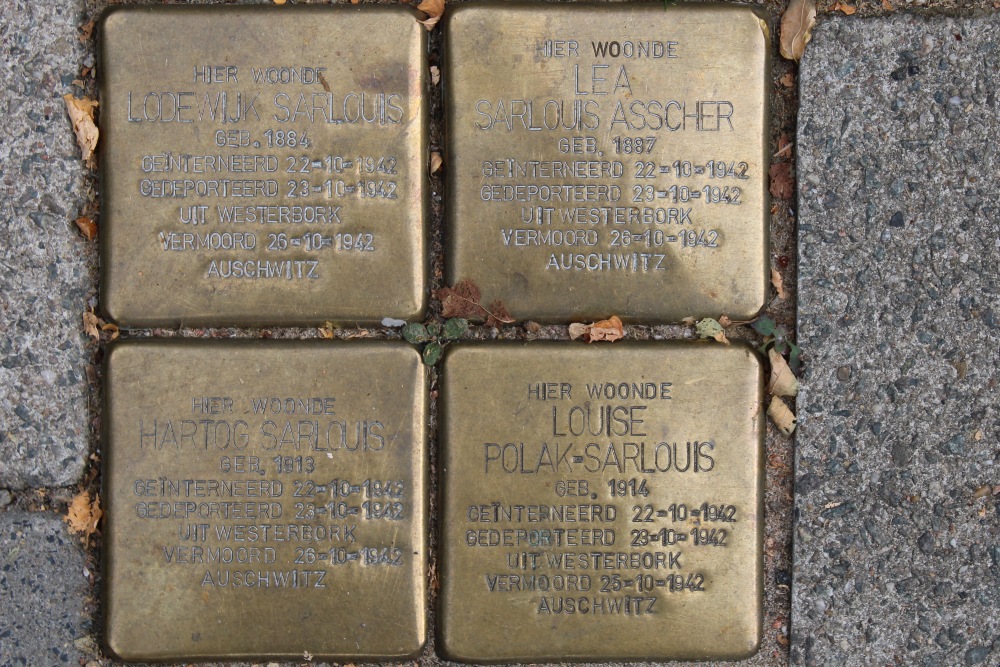 HIER WOONDE
LODEWIJK SARLOUIS
GEB. 1884
GEÏNTERNEERD 22-10-1942
GEDEPORTEERD 23-10-1942
UIT WESTERBORK
VERMOORD 26-10-1942
AUSCHWITZ
HIER WOONDE
LEA
SARLOUIS ASSCHER
GEB. 1887
GEÏNTERNEERD 22-10-1942
GEDEPORTEERD 23-10-1942
UIT WESTERBORK
VERMOORD 26-10-1942
AUSCHWITZ
HIER WOONDE
HARTOG SARLOUIS
GEB. 1913
GEÏNTERNEERD 22-10-1942
GEDEPORTEERD 23-10-1942
UIT WESTERBORK
VERMOORD 26-10-1942
AUSCHWITZ
HIER WOONDE
LOUISE
POLAK-SARLOUIS
GEB. 1914
GEÏNTERNEERD 22-10-1942
GEDEPORTEERD 23-10-1942
UIT WESTERBORK
VERMOORD 26-10-1942
AUSCHWITZ